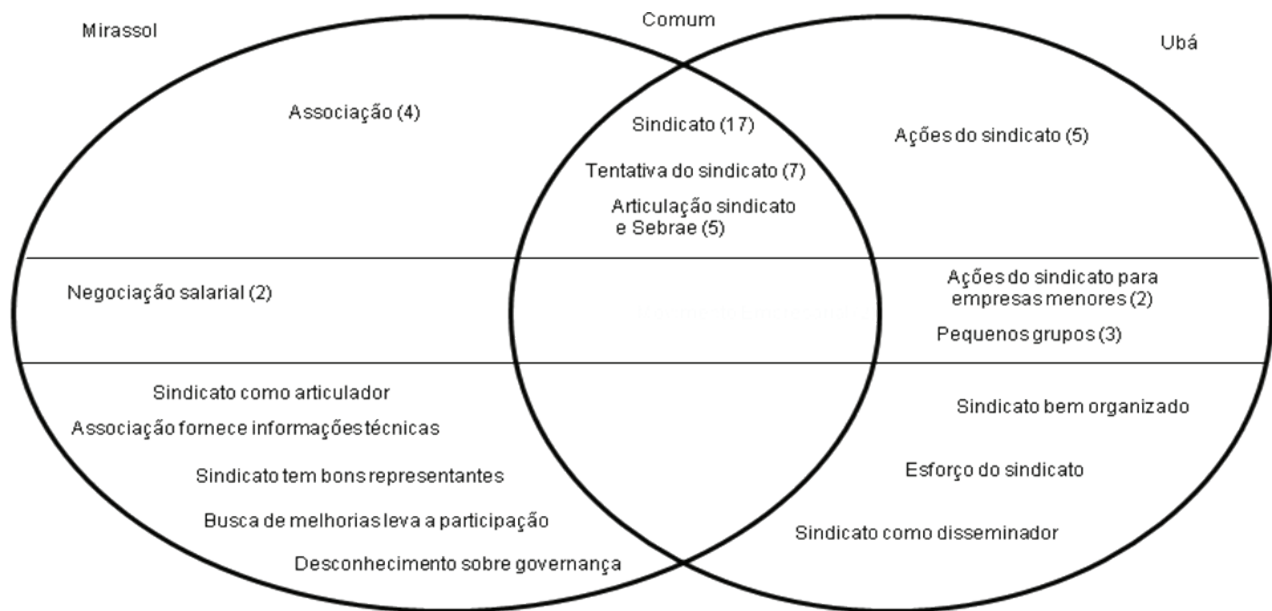 Mirassol
Comum
Ubá
Associação (4)
Sindicato (17)
Tentativa do sindicato (7)
Articulação sindicato
e Sebrae (5)
Ações do sindicato (5)
Negociação salarial (2)
Ações do sindicato para
empresas menores (2)
Pequenos grupos (3)
Sindicato como articulador
Associação fornece informações técnicas
Sindicato tem bons representantes
Busca de melhorias leva a participação
Desconhecimento sobre governança
Sindicato bem organizado
Esforço do sindicato
Sindicato como disseminador